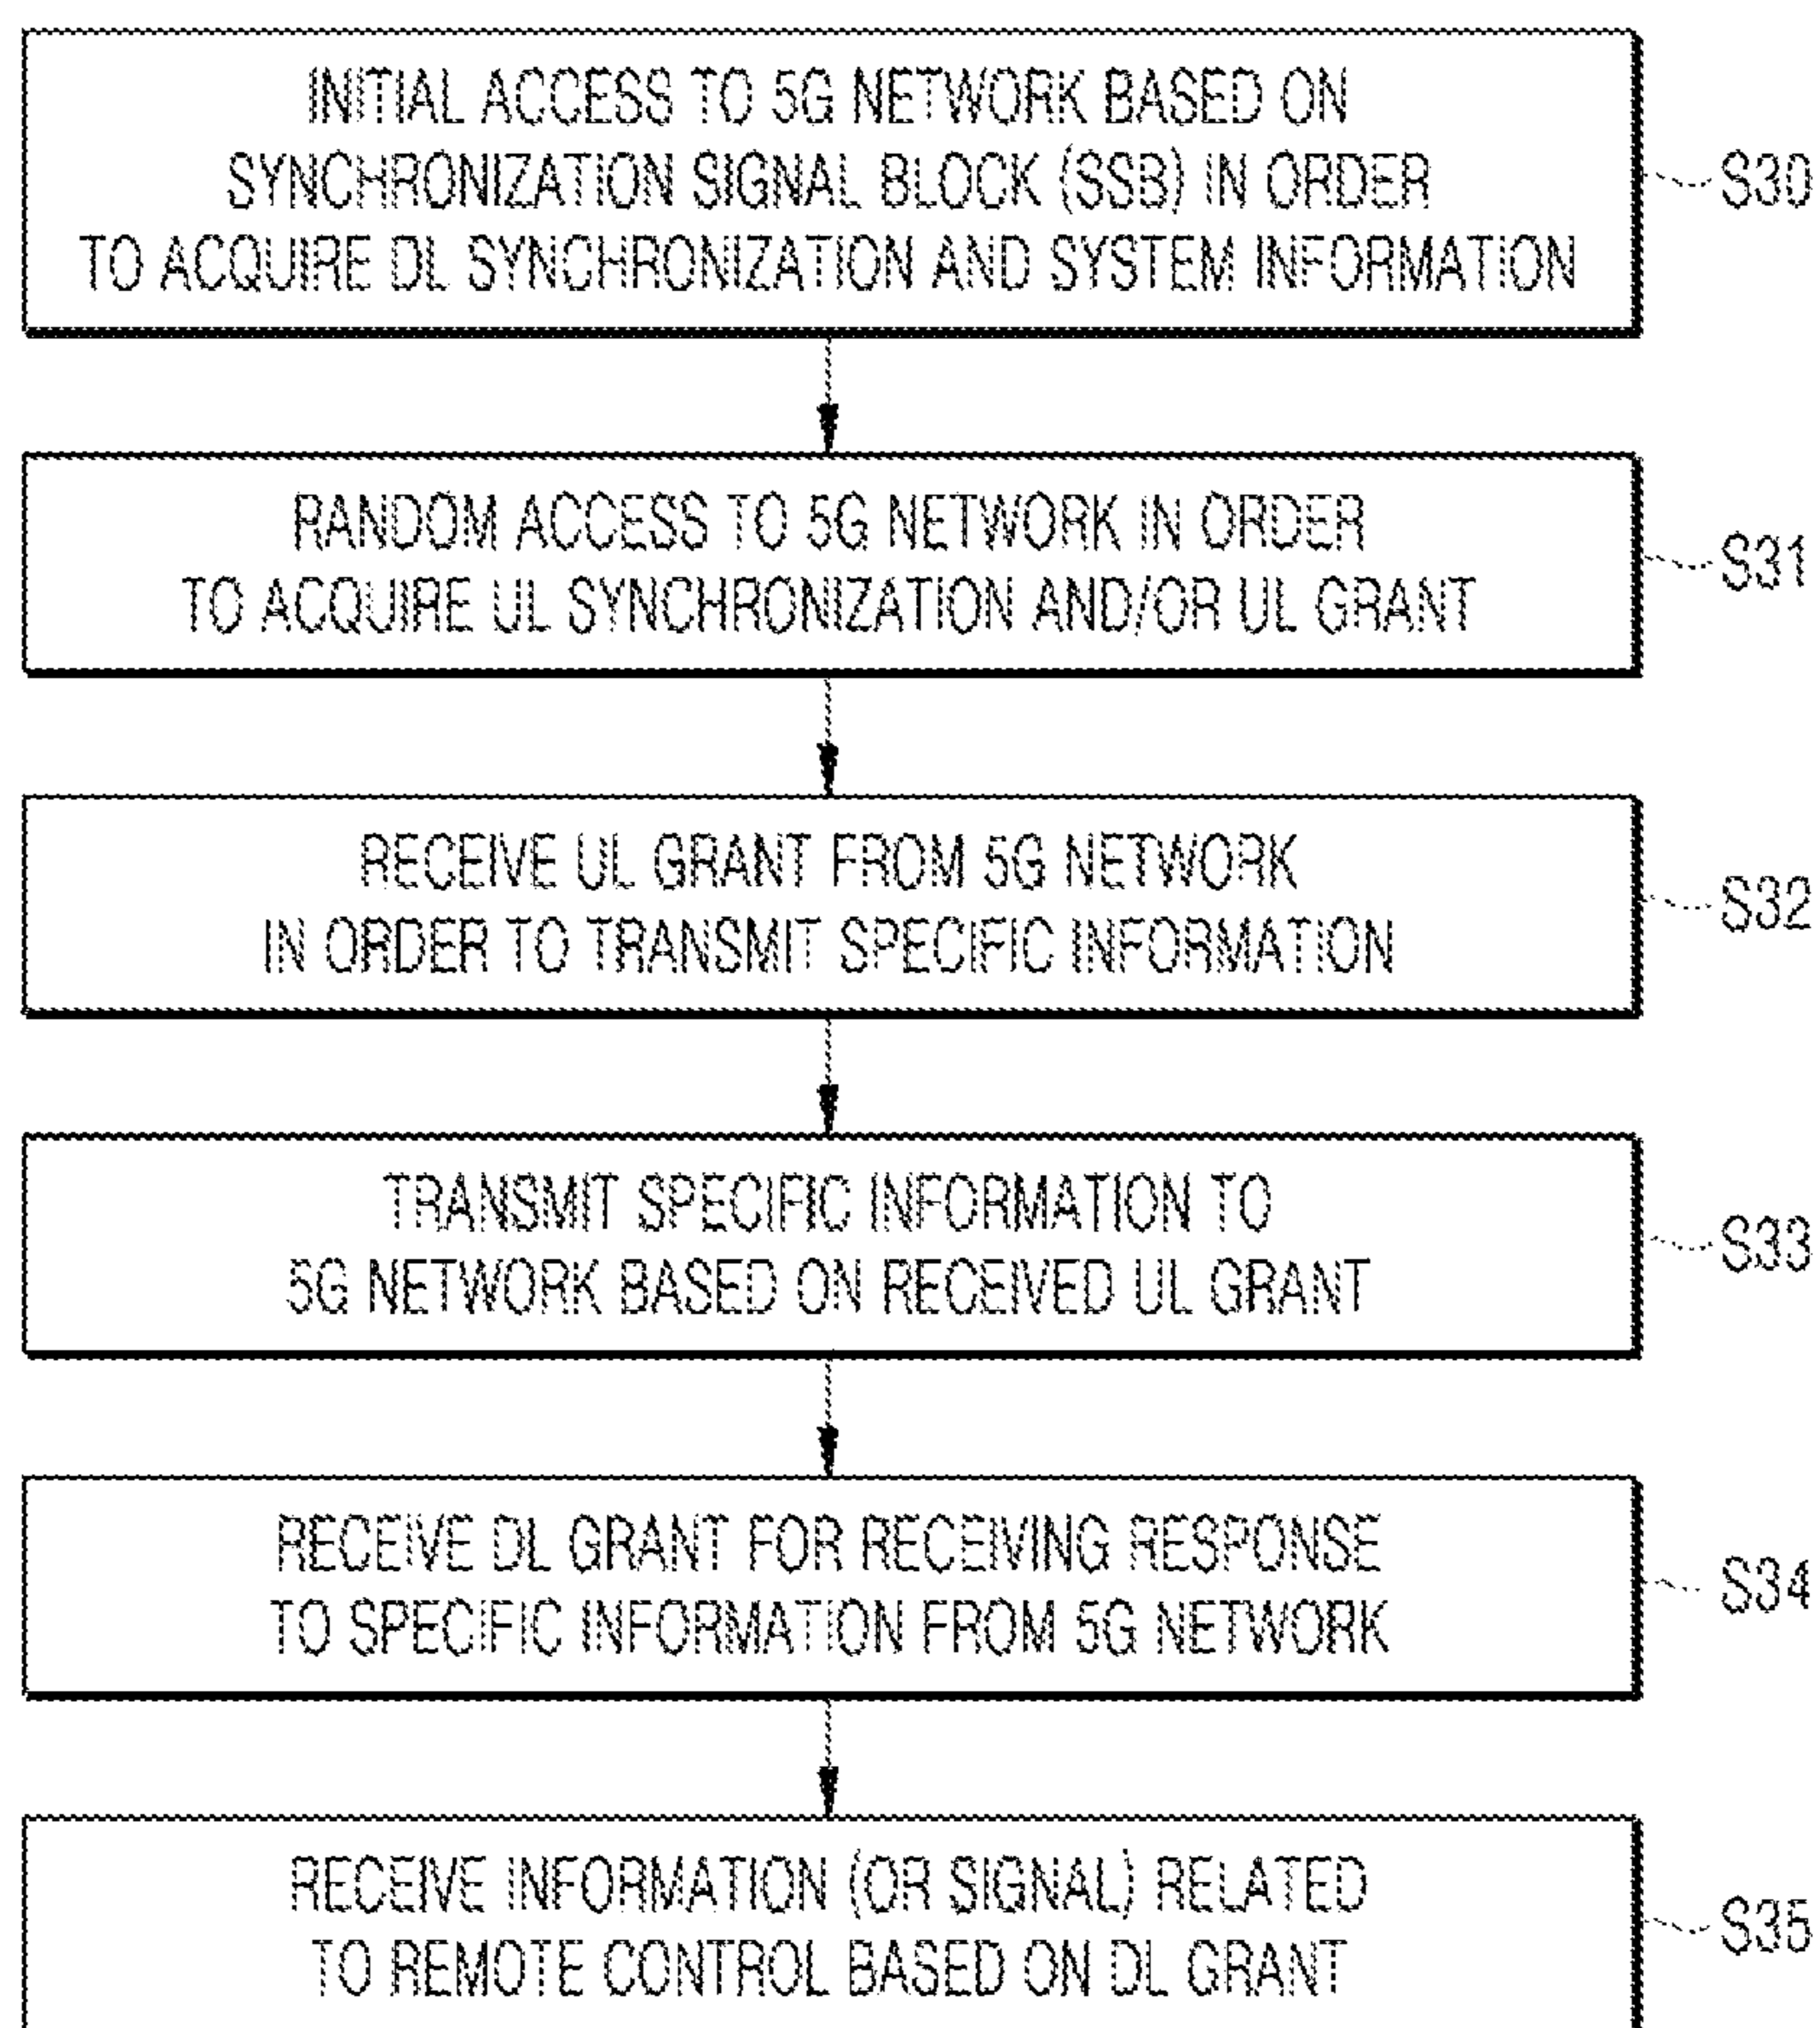 INITIAL ACCESS TO 5G NETWORK BASED ON
SYNCHRONIZATION SIGNAL BLOCK (SSB) IN ORDER
TO ACQUIRE DL SYNCHRONIZATION AND SYSTEM INFORMATION
S30
RANDOM ACCESS TO 5G NETWORK IN ORDER
TO ACQUIRE UL SYNCHRONIZATION AND/OR UL GRANT
S31
RECEIVE UL GRANT FROM 5G NETWORK
IN ORDER TO TRANSMIT SPECIFIC INFORMATION
S32
TRANSMIT SPECIFIC INFORMATION TO
5G NETWORK BASED ON RECEIVED UL GRANT
S33
RECEIVE DL GRANT FOR RECEIVING RESPONSE
TO SPECIFIC INFORMATION FROM 5G NETWORK
S34
RECEIVE INFORMATION (OR SIGNAL) RELATED
TO REMOTE CONTROL BASED ON DL GRANT
S35